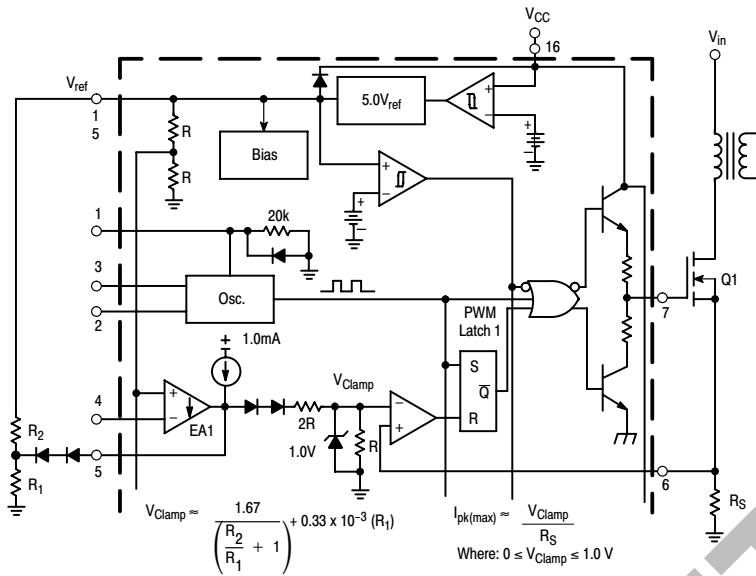 V_CC
16
V_in
V_ref
1
5
R
R
Bias
5.0V_ref
+
–
+
–
+
–
+
–
1
20k
3
2
Osc.
+
1.0mA
7
Q1
PWM
Latch 1
S
Q̅
R
4
+
–
EA1
V_Clamp
2R
1.0V
R
–
+
R_2
R_1
5
6
R_S
V_Clamp ≈ 1.67 / (R_2/R_1 + 1) + 0.33 x 10^-3 (R_1)
I_pk(max) ≈ V_Clamp / R_S
Where: 0 ≤ V_Clamp ≤ 1.0 V